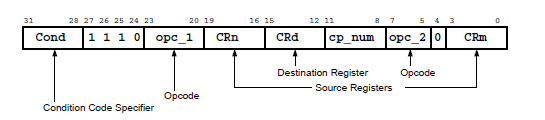 31 28 27 26 25 24 23 20 19 16 15 12 11 8 7 5 4 3 0
Cond 1 1 1 0 opc_1 CRn CRd cp_num opc_2 0 CRm
Destination Register Opcode
Opcode Source Registers
Condition Code Specifier